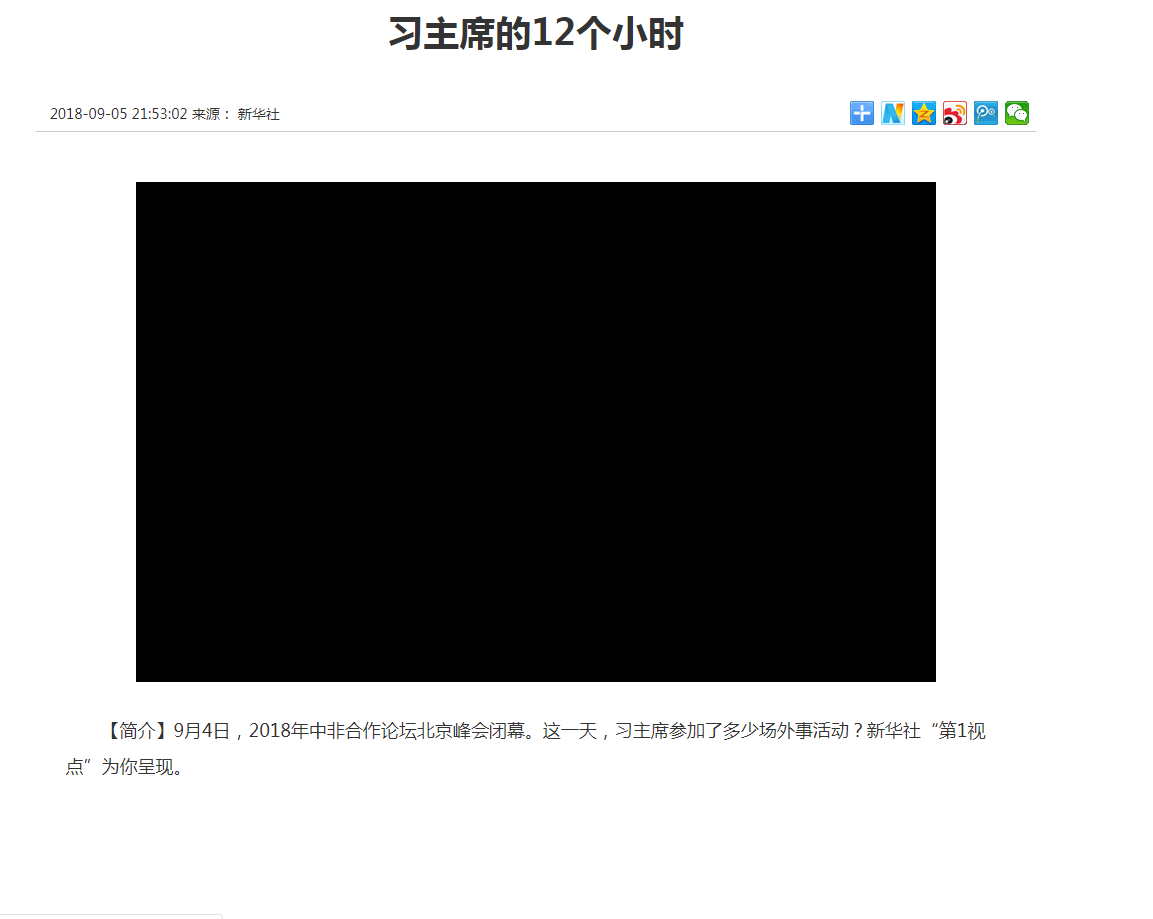 习主席的12个小时
2018-09-05 21:53:02 来源： 新华社
【简介】9月4日，2018年中非合作论坛北京峰会闭幕。这一天，习主席参加了多少场外事活动？新华社“第1视
点”为你呈现。